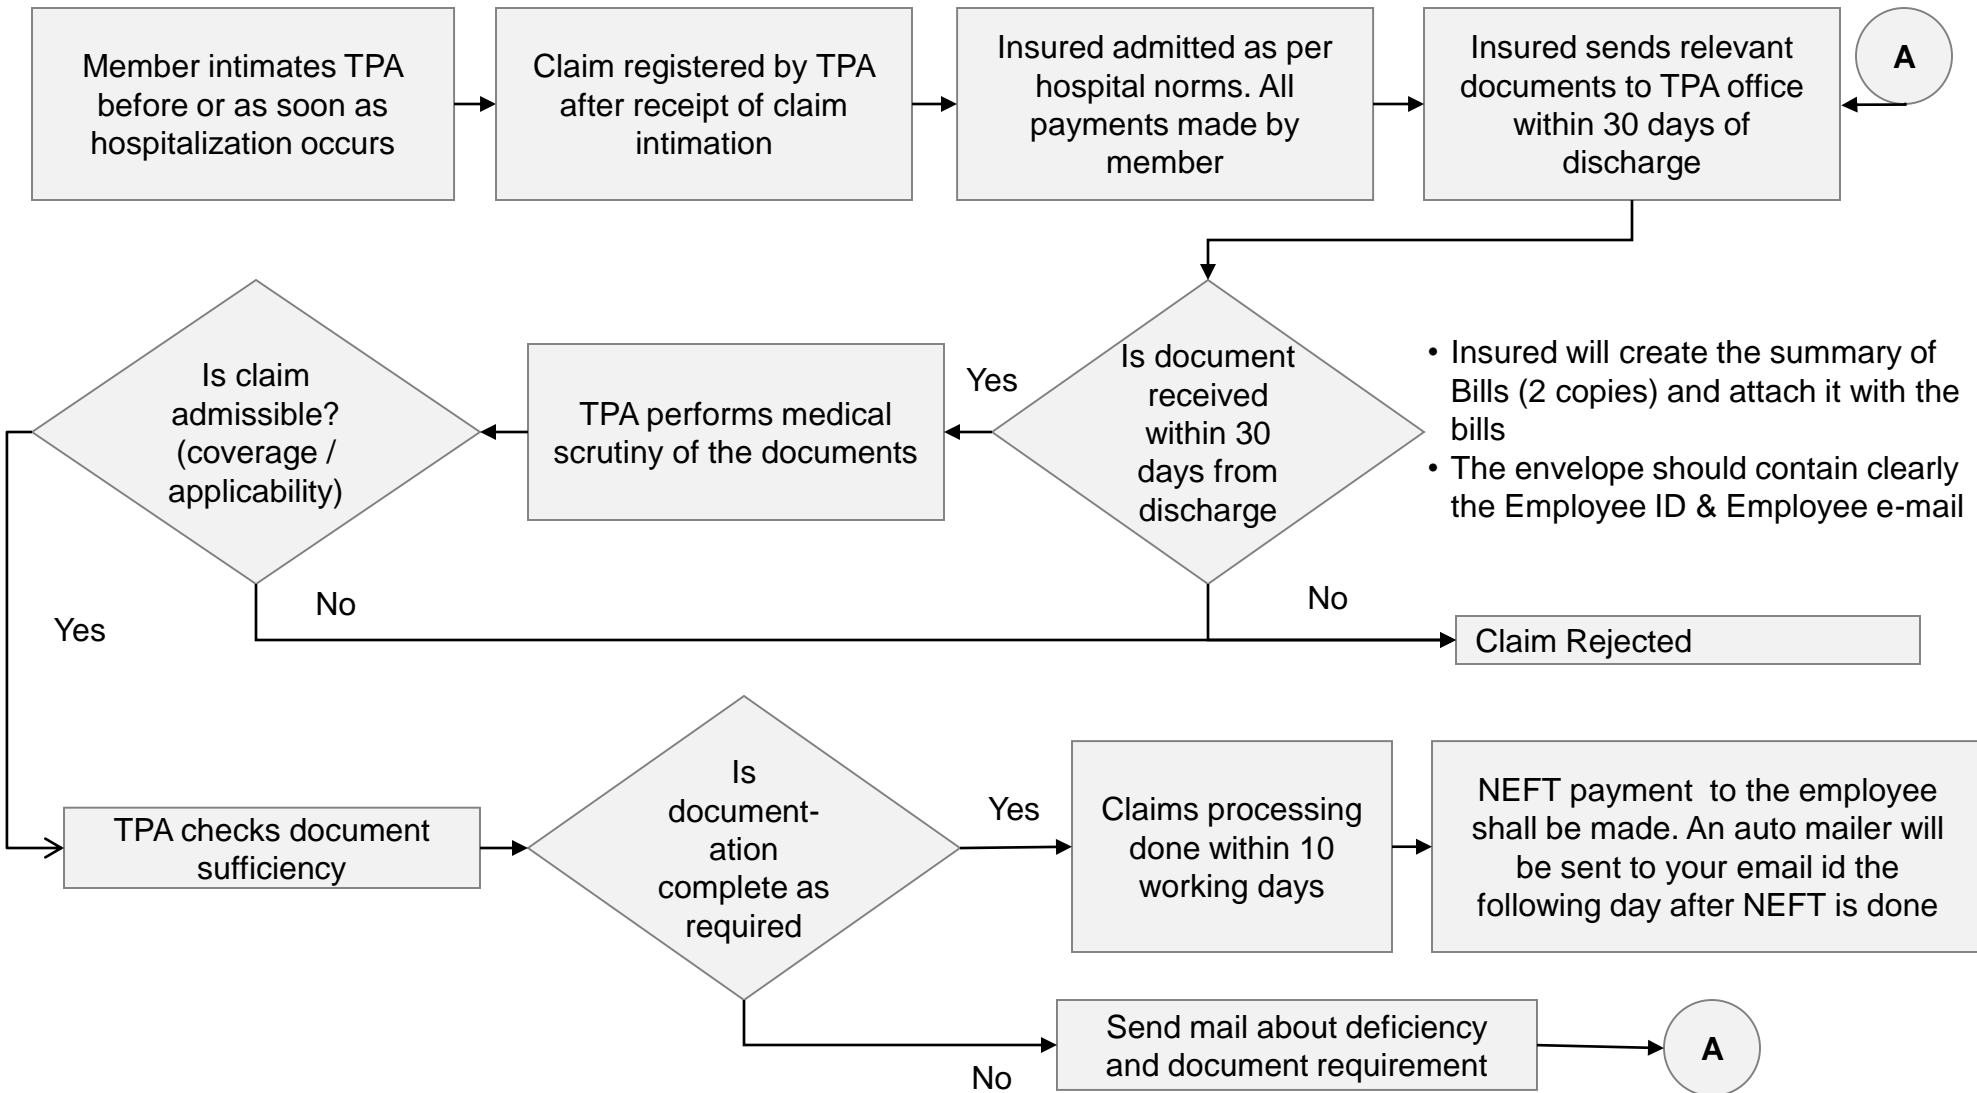 Member intimates TPA
before or as soon as
hospitalization occurs
Claim registered by TPA
after receipt of claim
intimation
Insured admitted as per
hospital norms. All
payments made by
member
Insured sends relevant
documents to TPA office
within 30 days of
discharge
A
Is claim
admissible?
(coverage /
applicability)
TPA performs medical
scrutiny of the documents
Yes
Is document
received
within 30
days from
discharge
• Insured will create the summary of
Bills (2 copies) and attach it with the
bills
• The envelope should contain clearly
the Employee ID & Employee e-mail
Yes
No
No
Claim Rejected
TPA checks document
sufficiency
Is
document-
ation
complete as
required
Yes
Claims processing
done within 10
working days
NEFT payment  to the employee
shall be made. An auto mailer will
be sent to your email id the
following day after NEFT is done
No
Send mail about deficiency
and document requirement
A